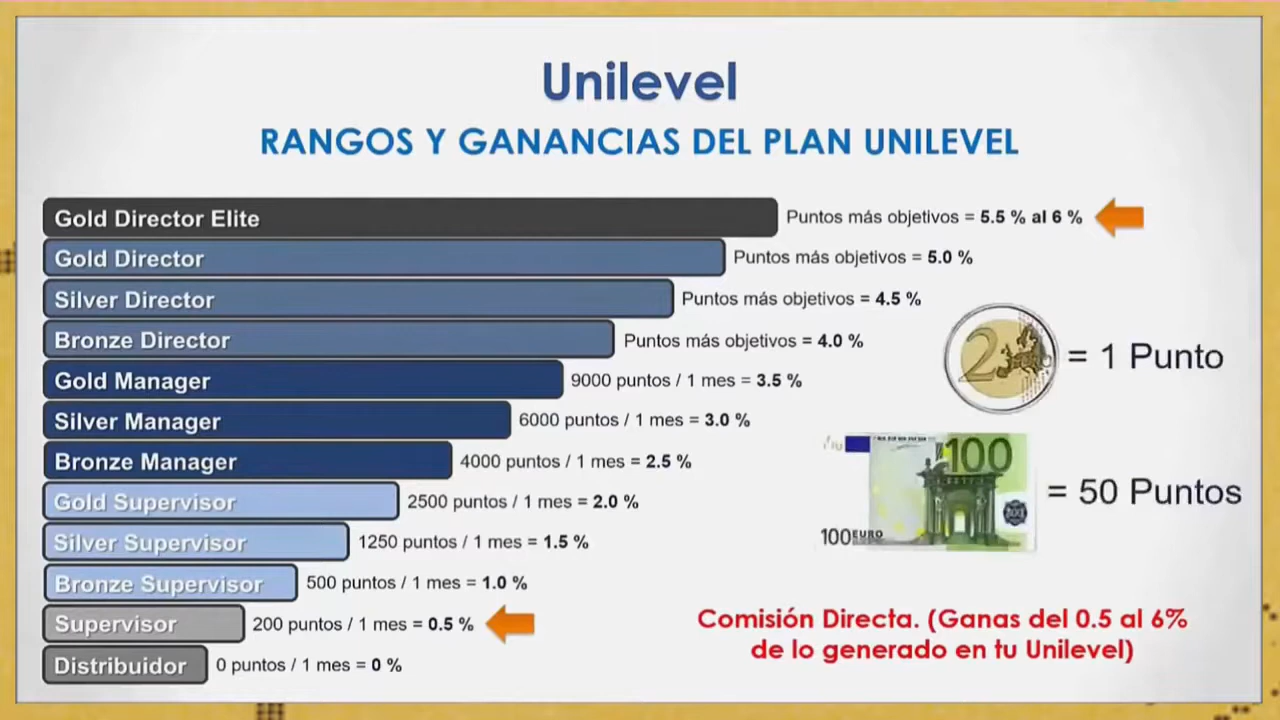 Unilevel
RANGOS Y GANANCIAS DEL PLAN UNILEVEL
Gold Director Elite Puntos más objetivos = 5.5 % al 6 %
Gold Director Puntos más objetivos = 5.0 %
Silver Director Puntos más objetivos = 4.5 %
Bronze Director Puntos más objetivos = 4.0 %
Gold Manager 9000 puntos / 1 mes = 3.5 %
Silver Manager 6000 puntos / 1 mes = 3.0 %
Bronze Manager 4000 puntos / 1 mes = 2.5 %
Gold Supervisor 2500 puntos / 1 mes = 2.0 %
Silver Supervisor 1250 puntos / 1 mes = 1.5 %
Bronze Supervisor 500 puntos / 1 mes = 1.0 %
Supervisor 200 puntos / 1 mes = 0.5 %
Distribuidor 0 puntos / 1 mes = 0 %
2 = 1 Punto
100
= 50 Puntos
100 EURO
Comisión Directa. (Ganas del 0.5 al 6%
de lo generado en tu Unilevel)